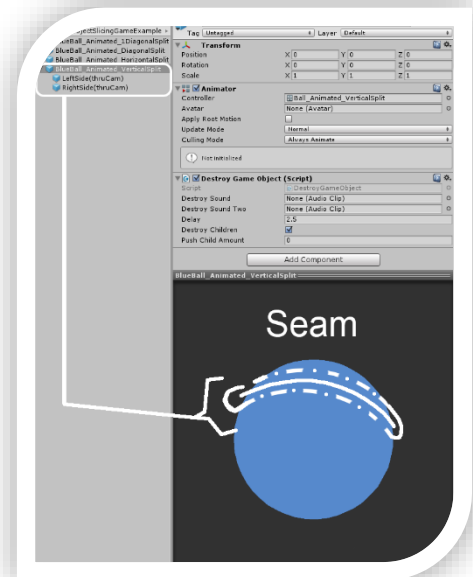 ObjectSlicingGameExample
BlueBall_Animated_1DiagonalSplit
BlueBall_Animated_DiagonalSplit
BlueBall_Animated_HorizontalSplit
BlueBall_Animated_VerticalSplit
LeftSide(thruCam)
RightSide(thruCam)
Tag Untagged Layer Default
Transform
Position X 0 Y 0 Z 0
Rotation X 0 Y 0 Z 0
Scale X 1 Y 1 Z 1
Animator
Controller Ball_Animated_VerticalSplit
Avatar None (Avatar)
Apply Root Motion
Update Mode Normal
Culling Mode Always Animate
Not initialized
Destroy Game Object (Script)
Script DestroyGameObject
Destroy Sound None (Audio Clip)
Destroy Sound Two None (Audio Clip)
Delay 2.5
Destroy Children
Push Child Amount 0
Add Component
BlueBall_Animated_VerticalSplit
Seam